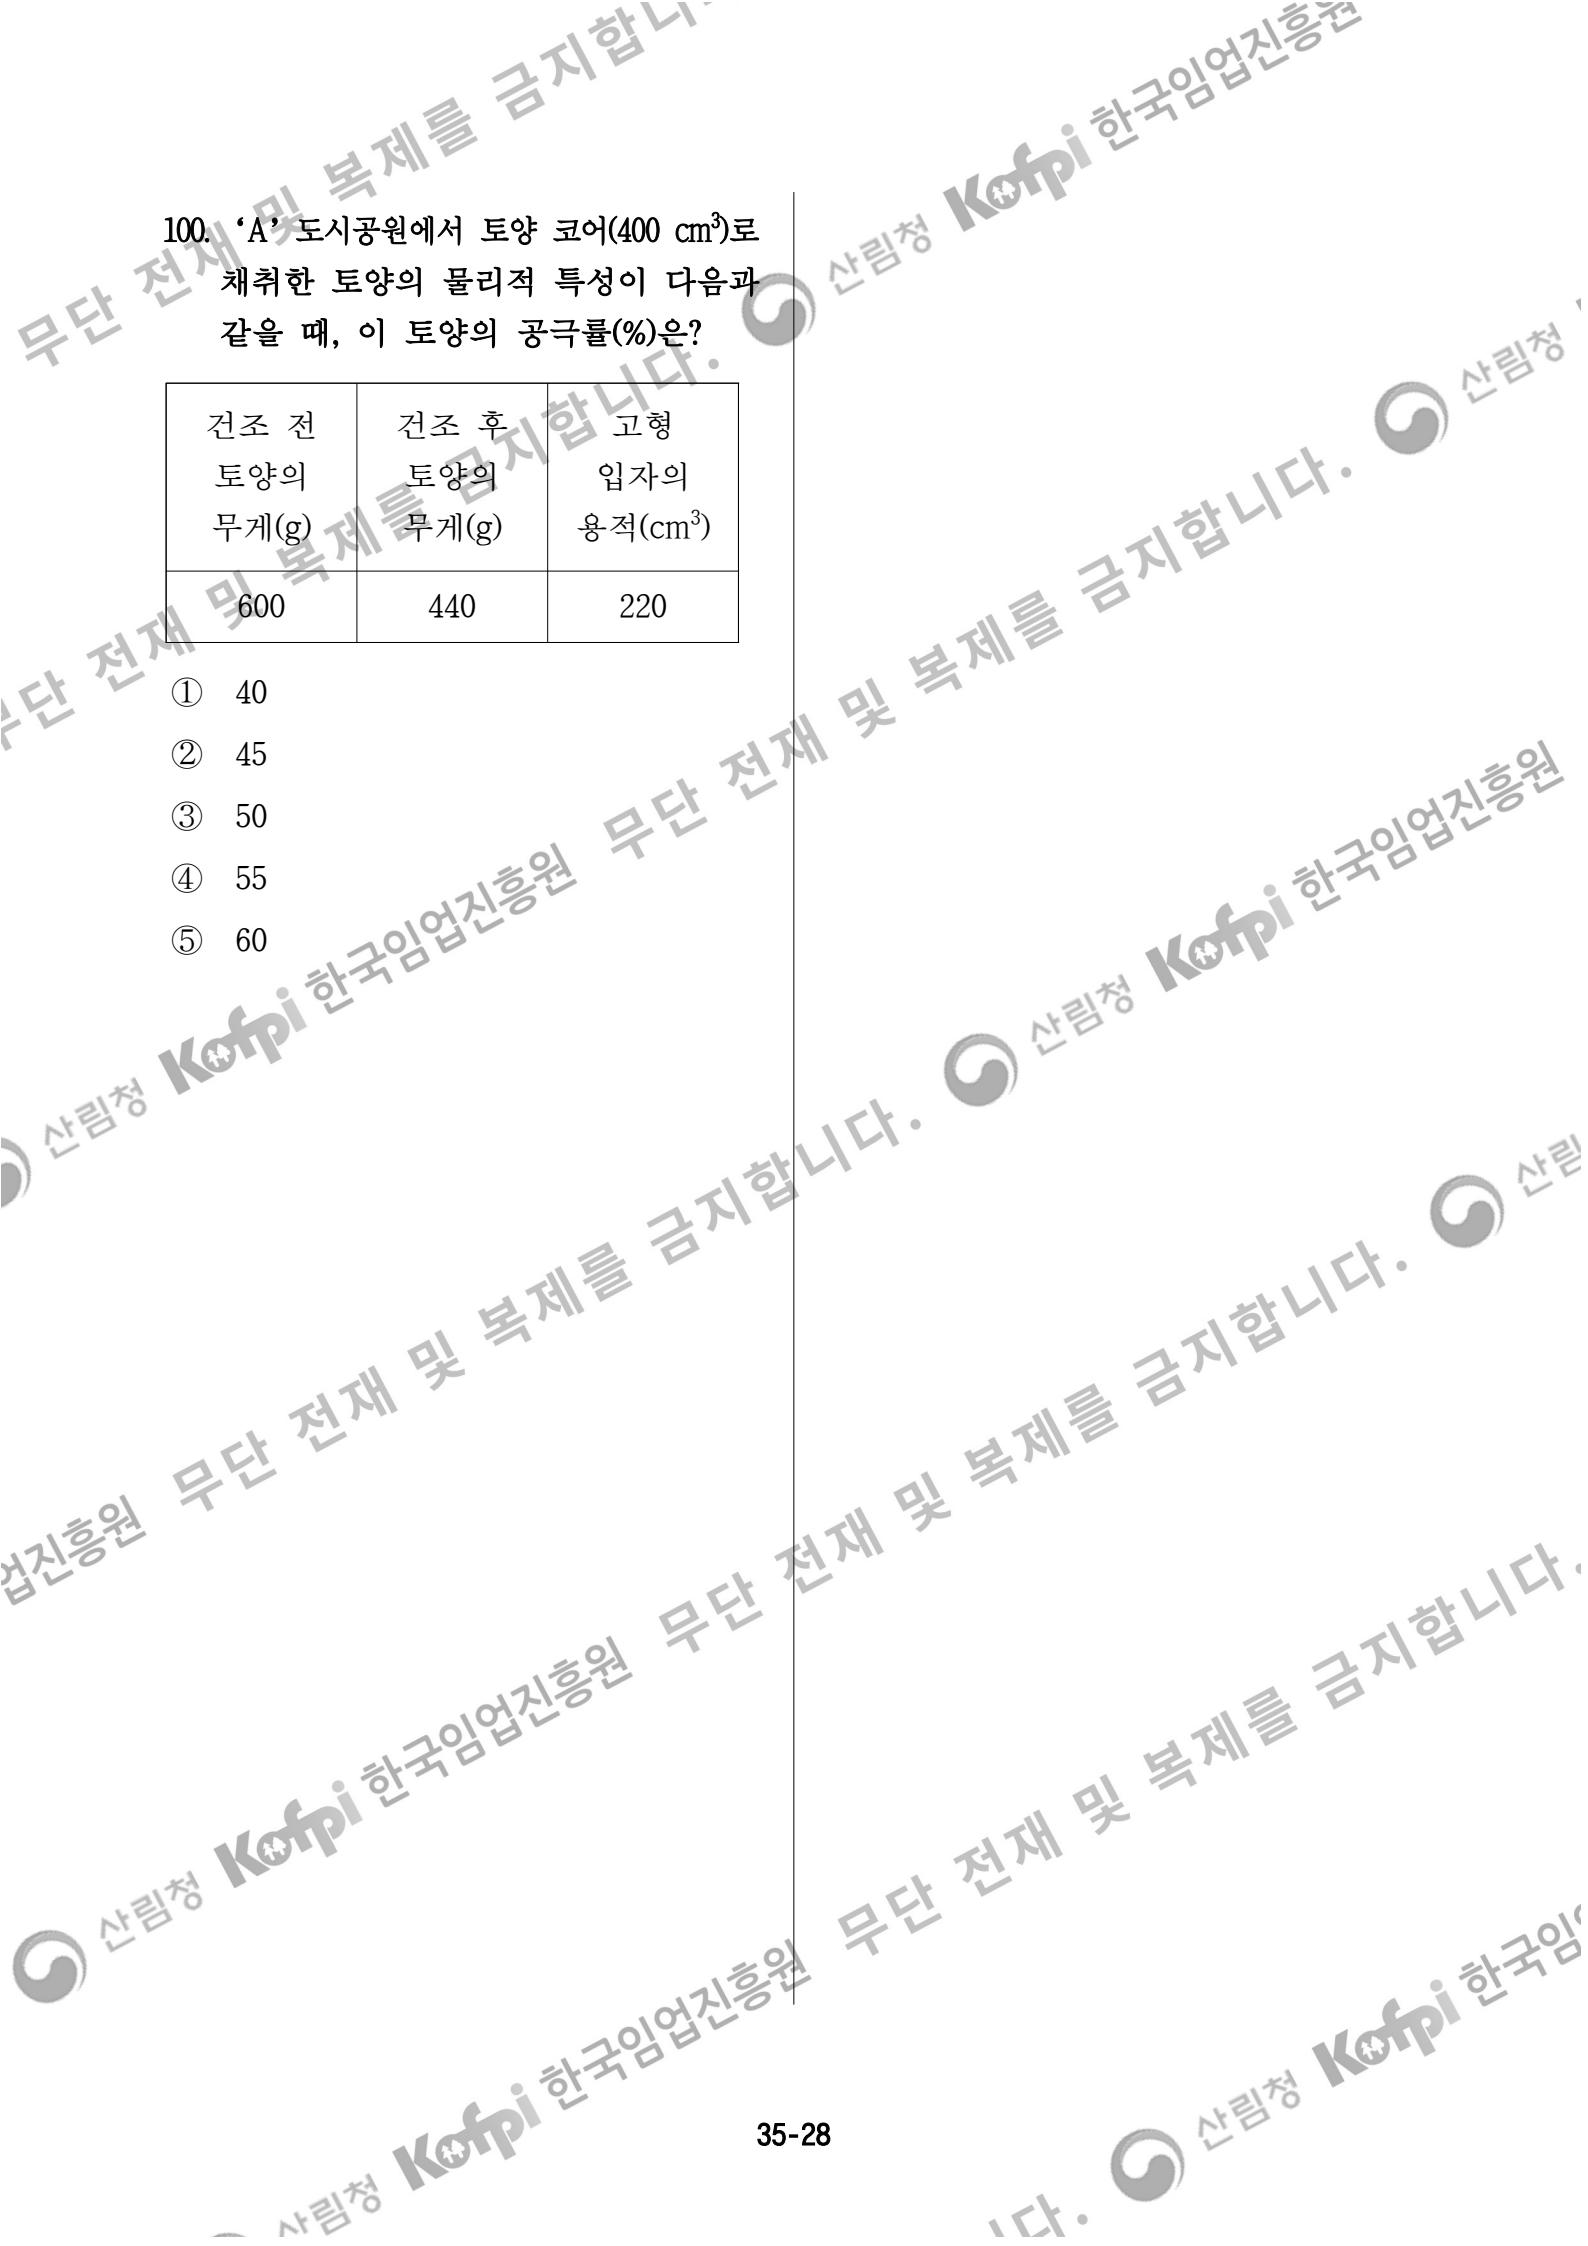 100. ‘A’ 도시공원에서 토양 코어(400 cm³)로
채취한 토양의 물리적 특성이 다음과
같을 때, 이 토양의 공극률(%)은?
건조 전
토양의
무게(g)
건조 후
토양의
무게(g)
고형
입자의
용적(cm³)
600 440 220
① 40
② 45
③ 50
④ 55
⑤ 60
35-28
무단 전재 및 복제를 금지합니다.
산림청 Kofpi 한국임업진흥원